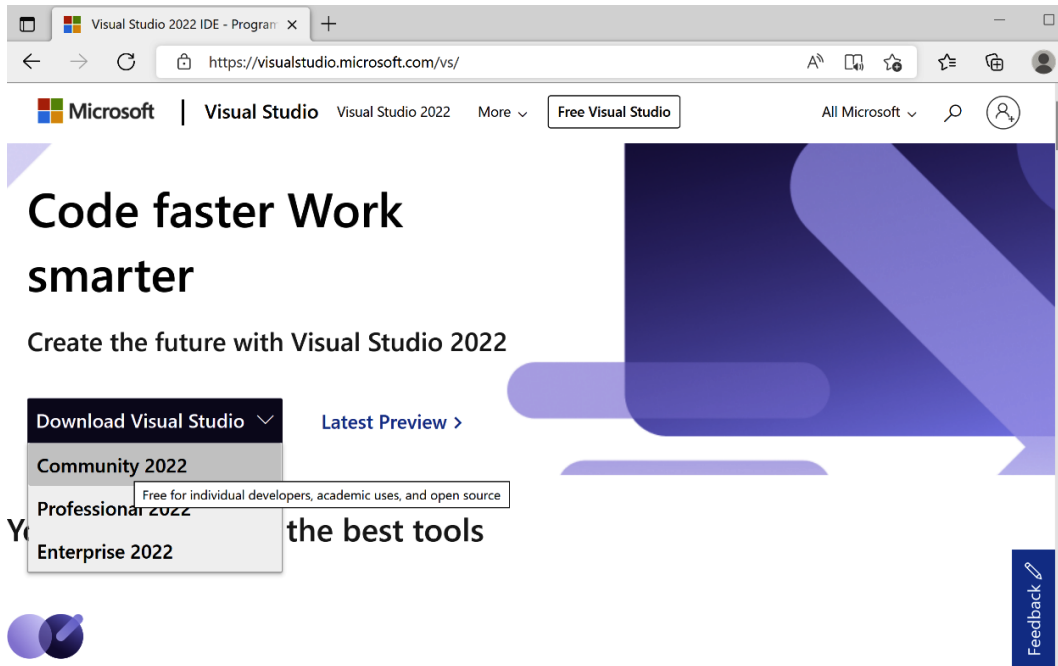 Visual Studio 2022 IDE - Program
https://visualstudio.microsoft.com/vs/
Microsoft Visual Studio Visual Studio 2022 More Free Visual Studio All Microsoft
Code faster Work
smarter
Create the future with Visual Studio 2022
Download Visual Studio Latest Preview >
Community 2022
Free for individual developers, academic uses, and open source
Professional 2022
the best tools
Enterprise 2022
Feedback